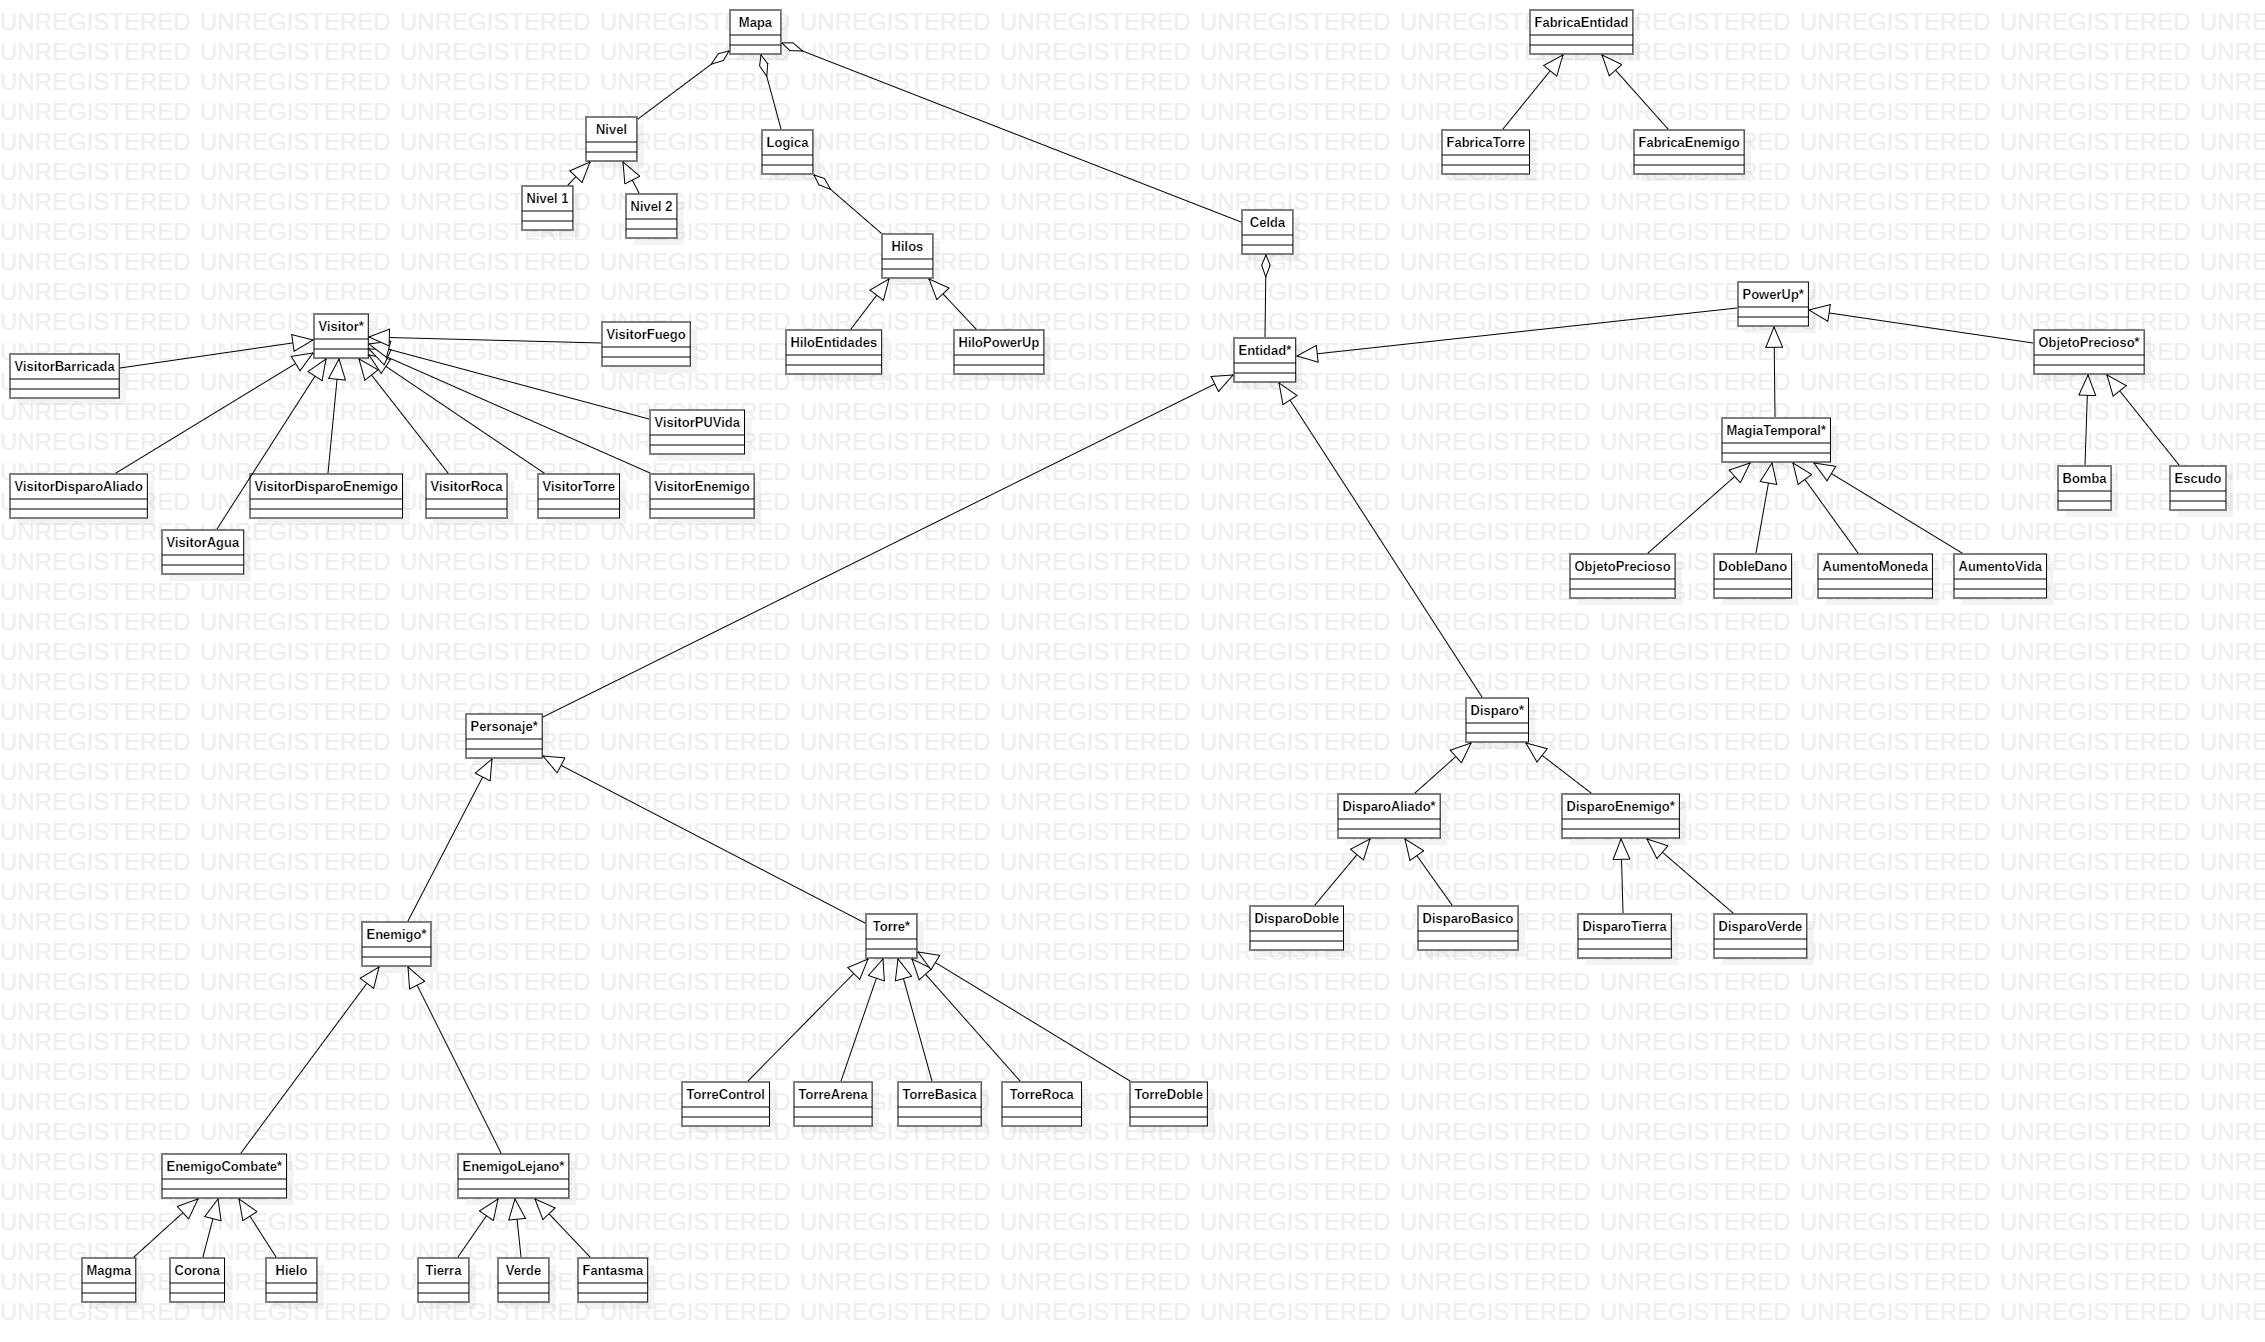 Mapa
FabricaEntidad
Nivel
Logica
FabricaTorre
FabricaEnemigo
Nivel 1
Nivel 2
Celda
Hilos
PowerUp*
Visitor*
VisitorFuego
HiloEntidades
HiloPowerUp
Entidad*
ObjetoPrecioso*
VisitorBarricada
VisitorPUVida
MagiaTemporal*
VisitorDisparoAliado
VisitorDisparoEnemigo
VisitorRoca
VisitorTorre
VisitorEnemigo
Bomba
Escudo
VisitorAgua
ObjetoPrecioso
DobleDano
AumentoMoneda
AumentoVida
Personaje*
Disparo*
DisparoAliado*
DisparoEnemigo*
Enemigo*
Torre*
DisparoDoble
DisparoBasico
DisparoTierra
DisparoVerde
TorreControl
TorreArena
TorreBasica
TorreRoca
TorreDoble
EnemigoCombate*
EnemigoLejano*
Magma
Corona
Hielo
Tierra
Verde
Fantasma
UNREGISTERED